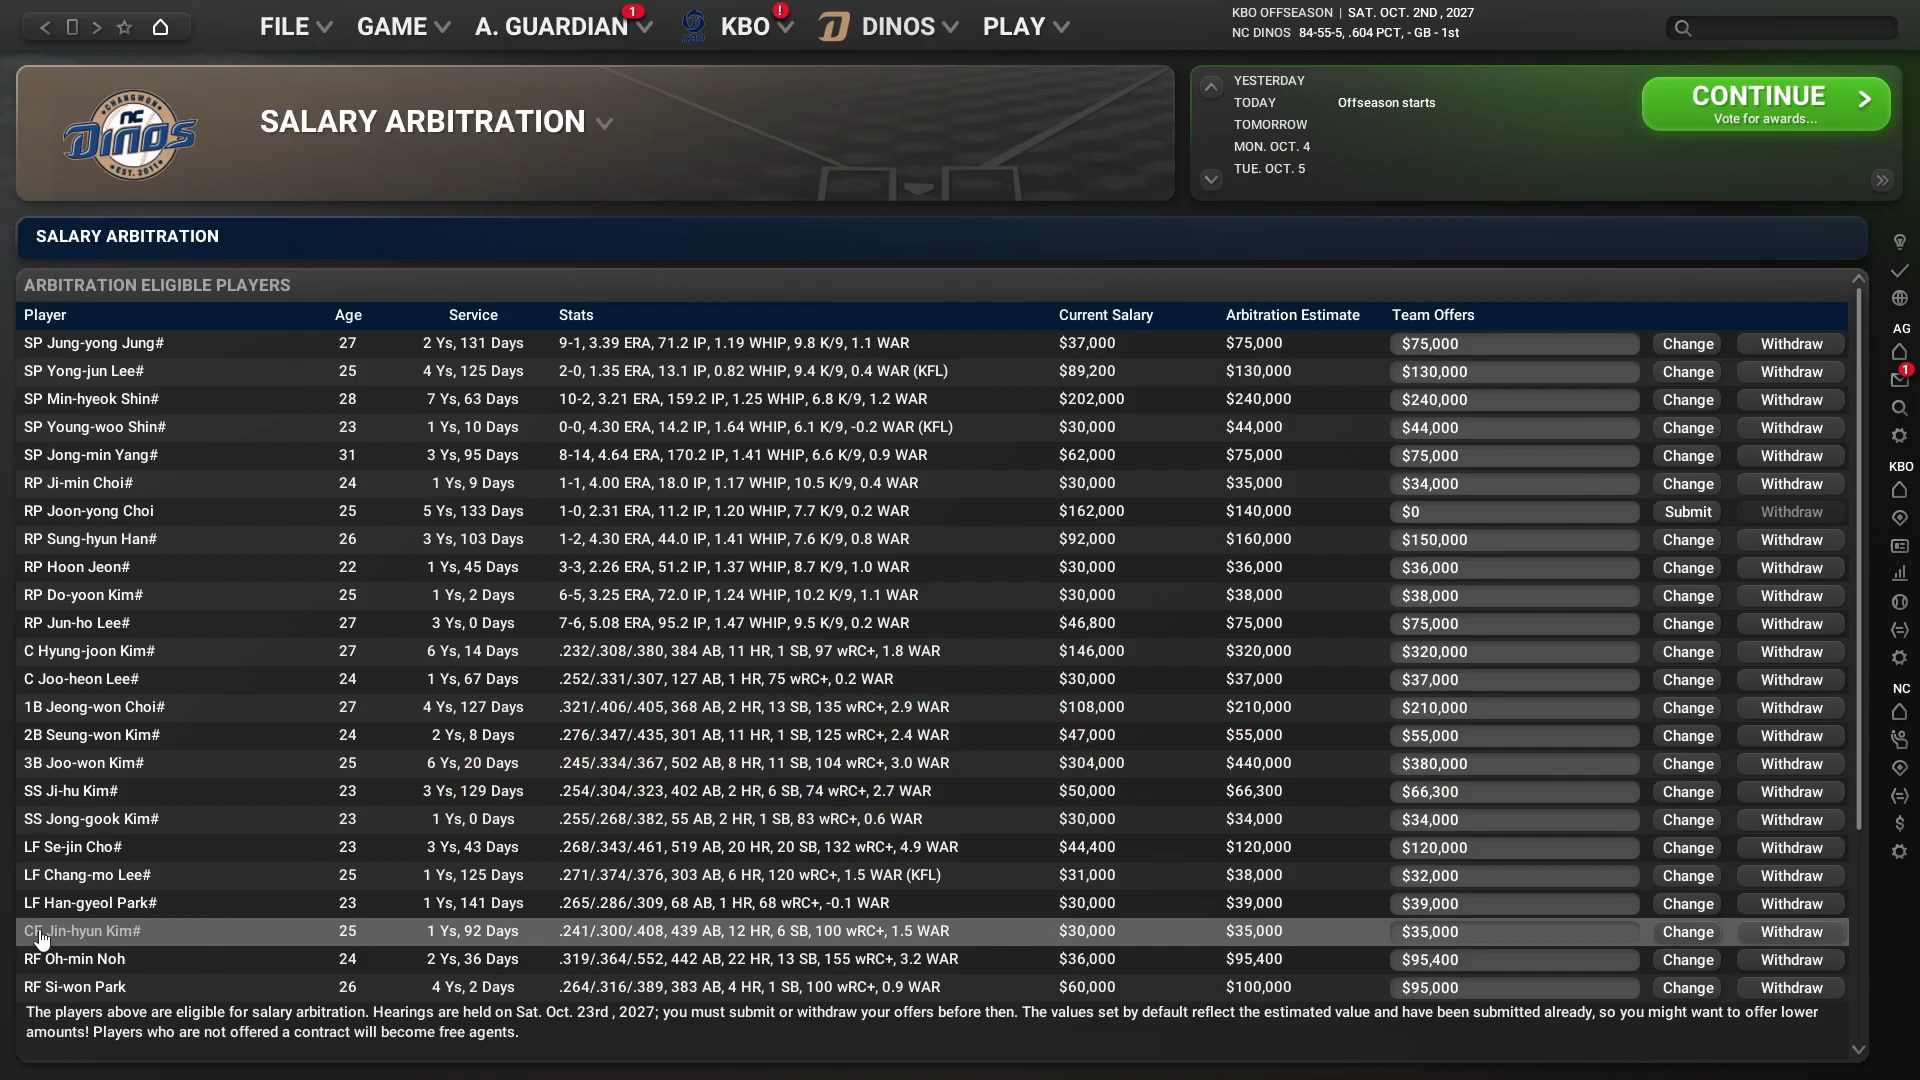 FILE GAME A. GUARDIAN 1 KBO ! DINOS PLAY
KBO OFFSEASON | SAT. OCT. 2ND , 2027
NC DINOS 84-55-5, .604 PCT, - GB - 1st
CHANGWON
NC
Dinos
EST. 2011
SALARY ARBITRATION
YESTERDAY
TODAY Offseason starts
TOMORROW
MON. OCT. 4
TUE. OCT. 5
CONTINUE
Vote for awards...
SALARY ARBITRATION
ARBITRATION ELIGIBLE PLAYERS
Player Age Service Stats Current Salary Arbitration Estimate Team Offers
SP Jung-yong Jung# 27 2 Ys, 131 Days 9-1, 3.39 ERA, 71.2 IP, 1.19 WHIP, 9.8 K/9, 1.1 WAR $37,000 $75,000 $75,000 Change Withdraw
SP Yong-jun Lee# 25 4 Ys, 125 Days 2-0, 1.35 ERA, 13.1 IP, 0.82 WHIP, 9.4 K/9, 0.4 WAR (KFL) $89,200 $130,000 $130,000 Change Withdraw
SP Min-hyeok Shin# 28 7 Ys, 63 Days 10-2, 3.21 ERA, 159.2 IP, 1.25 WHIP, 6.8 K/9, 1.2 WAR $202,000 $240,000 $240,000 Change Withdraw
SP Young-woo Shin# 23 1 Ys, 10 Days 0-0, 4.30 ERA, 14.2 IP, 1.64 WHIP, 6.1 K/9, -0.2 WAR (KFL) $30,000 $44,000 $44,000 Change Withdraw
SP Jong-min Yang# 31 3 Ys, 95 Days 8-14, 4.64 ERA, 170.2 IP, 1.41 WHIP, 6.6 K/9, 0.9 WAR $62,000 $75,000 $75,000 Change Withdraw
RP Ji-min Choi# 24 1 Ys, 9 Days 1-1, 4.00 ERA, 18.0 IP, 1.17 WHIP, 10.5 K/9, 0.4 WAR $30,000 $35,000 $34,000 Change Withdraw
RP Joon-yong Choi 25 5 Ys, 133 Days 1-0, 2.31 ERA, 11.2 IP, 1.20 WHIP, 7.7 K/9, 0.2 WAR $162,000 $140,000 $0 Submit Withdraw
RP Sung-hyun Han# 26 3 Ys, 103 Days 1-2, 4.30 ERA, 44.0 IP, 1.41 WHIP, 7.6 K/9, 0.8 WAR $92,000 $160,000 $150,000 Change Withdraw
RP Hoon Jeon# 22 1 Ys, 45 Days 3-3, 2.26 ERA, 51.2 IP, 1.37 WHIP, 8.7 K/9, 1.0 WAR $30,000 $36,000 $36,000 Change Withdraw
RP Do-yoon Kim# 25 1 Ys, 2 Days 6-5, 3.25 ERA, 72.0 IP, 1.24 WHIP, 10.2 K/9, 1.1 WAR $30,000 $38,000 $38,000 Change Withdraw
RP Jun-ho Lee# 27 3 Ys, 0 Days 7-6, 5.08 ERA, 95.2 IP, 1.47 WHIP, 9.5 K/9, 0.2 WAR $46,800 $75,000 $75,000 Change Withdraw
C Hyung-joon Kim# 27 6 Ys, 14 Days .232/.308/.380, 384 AB, 11 HR, 1 SB, 97 wRC+, 1.8 WAR $146,000 $320,000 $320,000 Change Withdraw
C Joo-heon Lee# 24 1 Ys, 67 Days .252/.331/.307, 127 AB, 1 HR, 75 wRC+, 0.2 WAR $30,000 $37,000 $37,000 Change Withdraw
1B Jeong-won Choi# 27 4 Ys, 127 Days .321/.406/.405, 368 AB, 2 HR, 13 SB, 135 wRC+, 2.9 WAR $108,000 $210,000 $210,000 Change Withdraw
2B Seung-won Kim# 24 2 Ys, 8 Days .276/.347/.435, 301 AB, 11 HR, 1 SB, 125 wRC+, 2.4 WAR $47,000 $55,000 $55,000 Change Withdraw
3B Joo-won Kim# 25 6 Ys, 20 Days .245/.334/.367, 502 AB, 8 HR, 11 SB, 104 wRC+, 3.0 WAR $304,000 $440,000 $380,000 Change Withdraw
SS Ji-hu Kim# 23 3 Ys, 129 Days .254/.304/.323, 402 AB, 2 HR, 6 SB, 74 wRC+, 2.7 WAR $50,000 $66,300 $66,300 Change Withdraw
SS Jong-gook Kim# 23 1 Ys, 0 Days .255/.268/.382, 55 AB, 2 HR, 1 SB, 83 wRC+, 0.6 WAR $30,000 $34,000 $34,000 Change Withdraw
LF Se-jin Cho# 23 3 Ys, 43 Days .268/.343/.461, 519 AB, 20 HR, 20 SB, 132 wRC+, 4.9 WAR $44,400 $120,000 $120,000 Change Withdraw
LF Chang-mo Lee# 25 1 Ys, 125 Days .271/.374/.376, 303 AB, 6 HR, 120 wRC+, 1.5 WAR (KFL) $31,000 $38,000 $32,000 Change Withdraw
LF Han-gyeol Park# 23 1 Ys, 141 Days .265/.286/.309, 68 AB, 1 HR, 68 wRC+, -0.1 WAR $30,000 $39,000 $39,000 Change Withdraw
CF Jin-hyun Kim# 25 1 Ys, 92 Days .241/.300/.408, 439 AB, 12 HR, 6 SB, 100 wRC+, 1.5 WAR $30,000 $35,000 $35,000 Change Withdraw
RF Oh-min Noh 24 2 Ys, 36 Days .319/.364/.552, 442 AB, 22 HR, 13 SB, 155 wRC+, 3.2 WAR $36,000 $95,400 $95,400 Change Withdraw
RF Si-won Park 26 4 Ys, 2 Days .264/.316/.389, 383 AB, 4 HR, 1 SB, 100 wRC+, 0.9 WAR $60,000 $100,000 $95,000 Change Withdraw
The players above are eligible for salary arbitration. Hearings are held on Sat. Oct. 23rd , 2027; you must submit or withdraw your offers before then. The values set by default reflect the estimated value and have been submitted already, so you might want to offer lower
amounts! Players who are not offered a contract will become free agents.
AG
1
KBO
NC